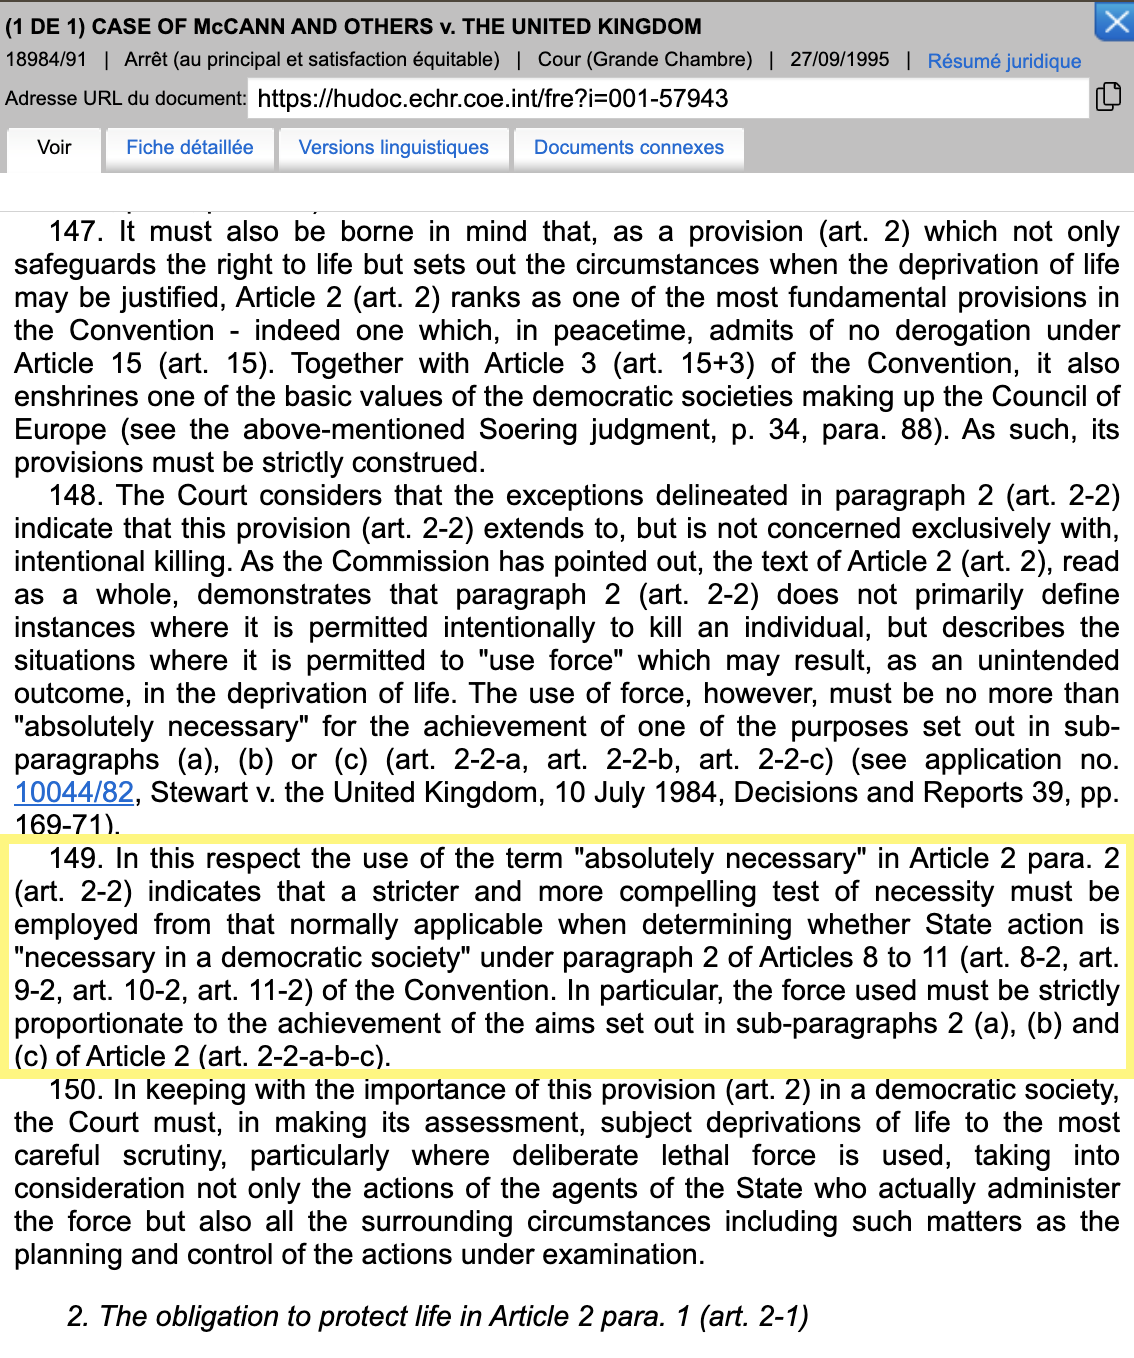 (1 DE 1) CASE OF McCANN AND OTHERS v. THE UNITED KINGDOM
18984/91 | Arrêt (au principal et satisfaction équitable) | Cour (Grande Chambre) | 27/09/1995 | Résumé juridique
Adresse URL du document: https://hudoc.echr.coe.int/fre?i=001-57943
Voir Fiche détaillée Versions linguistiques Documents connexes
147. It must also be borne in mind that, as a provision (art. 2) which not only
safeguards the right to life but sets out the circumstances when the deprivation of life
may be justified, Article 2 (art. 2) ranks as one of the most fundamental provisions in
the Convention - indeed one which, in peacetime, admits of no derogation under
Article 15 (art. 15). Together with Article 3 (art. 15+3) of the Convention, it also
enshrines one of the basic values of the democratic societies making up the Council of
Europe (see the above-mentioned Soering judgment, p. 34, para. 88). As such, its
provisions must be strictly construed.
148. The Court considers that the exceptions delineated in paragraph 2 (art. 2-2)
indicate that this provision (art. 2-2) extends to, but is not concerned exclusively with,
intentional killing. As the Commission has pointed out, the text of Article 2 (art. 2), read
as a whole, demonstrates that paragraph 2 (art. 2-2) does not primarily define
instances where it is permitted intentionally to kill an individual, but describes the
situations where it is permitted to "use force" which may result, as an unintended
outcome, in the deprivation of life. The use of force, however, must be no more than
"absolutely necessary" for the achievement of one of the purposes set out in sub-
paragraphs (a), (b) or (c) (art. 2-2-a, art. 2-2-b, art. 2-2-c) (see application no.
10044/82, Stewart v. the United Kingdom, 10 July 1984, Decisions and Reports 39, pp.
169-71).
149. In this respect the use of the term "absolutely necessary" in Article 2 para. 2
(art. 2-2) indicates that a stricter and more compelling test of necessity must be
employed from that normally applicable when determining whether State action is
"necessary in a democratic society" under paragraph 2 of Articles 8 to 11 (art. 8-2, art.
9-2, art. 10-2, art. 11-2) of the Convention. In particular, the force used must be strictly
proportionate to the achievement of the aims set out in sub-paragraphs 2 (a), (b) and
(c) of Article 2 (art. 2-2-a-b-c).
150. In keeping with the importance of this provision (art. 2) in a democratic society,
the Court must, in making its assessment, subject deprivations of life to the most
careful scrutiny, particularly where deliberate lethal force is used, taking into
consideration not only the actions of the agents of the State who actually administer
the force but also all the surrounding circumstances including such matters as the
planning and control of the actions under examination.
2. The obligation to protect life in Article 2 para. 1 (art. 2-1)